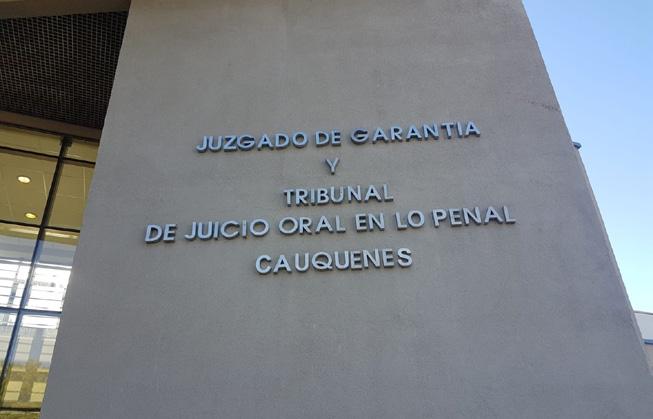 JUZGADO DE GARANTIA
Y
TRIBUNAL
DE JUICIO ORAL EN LO PENAL
CAUQUENES